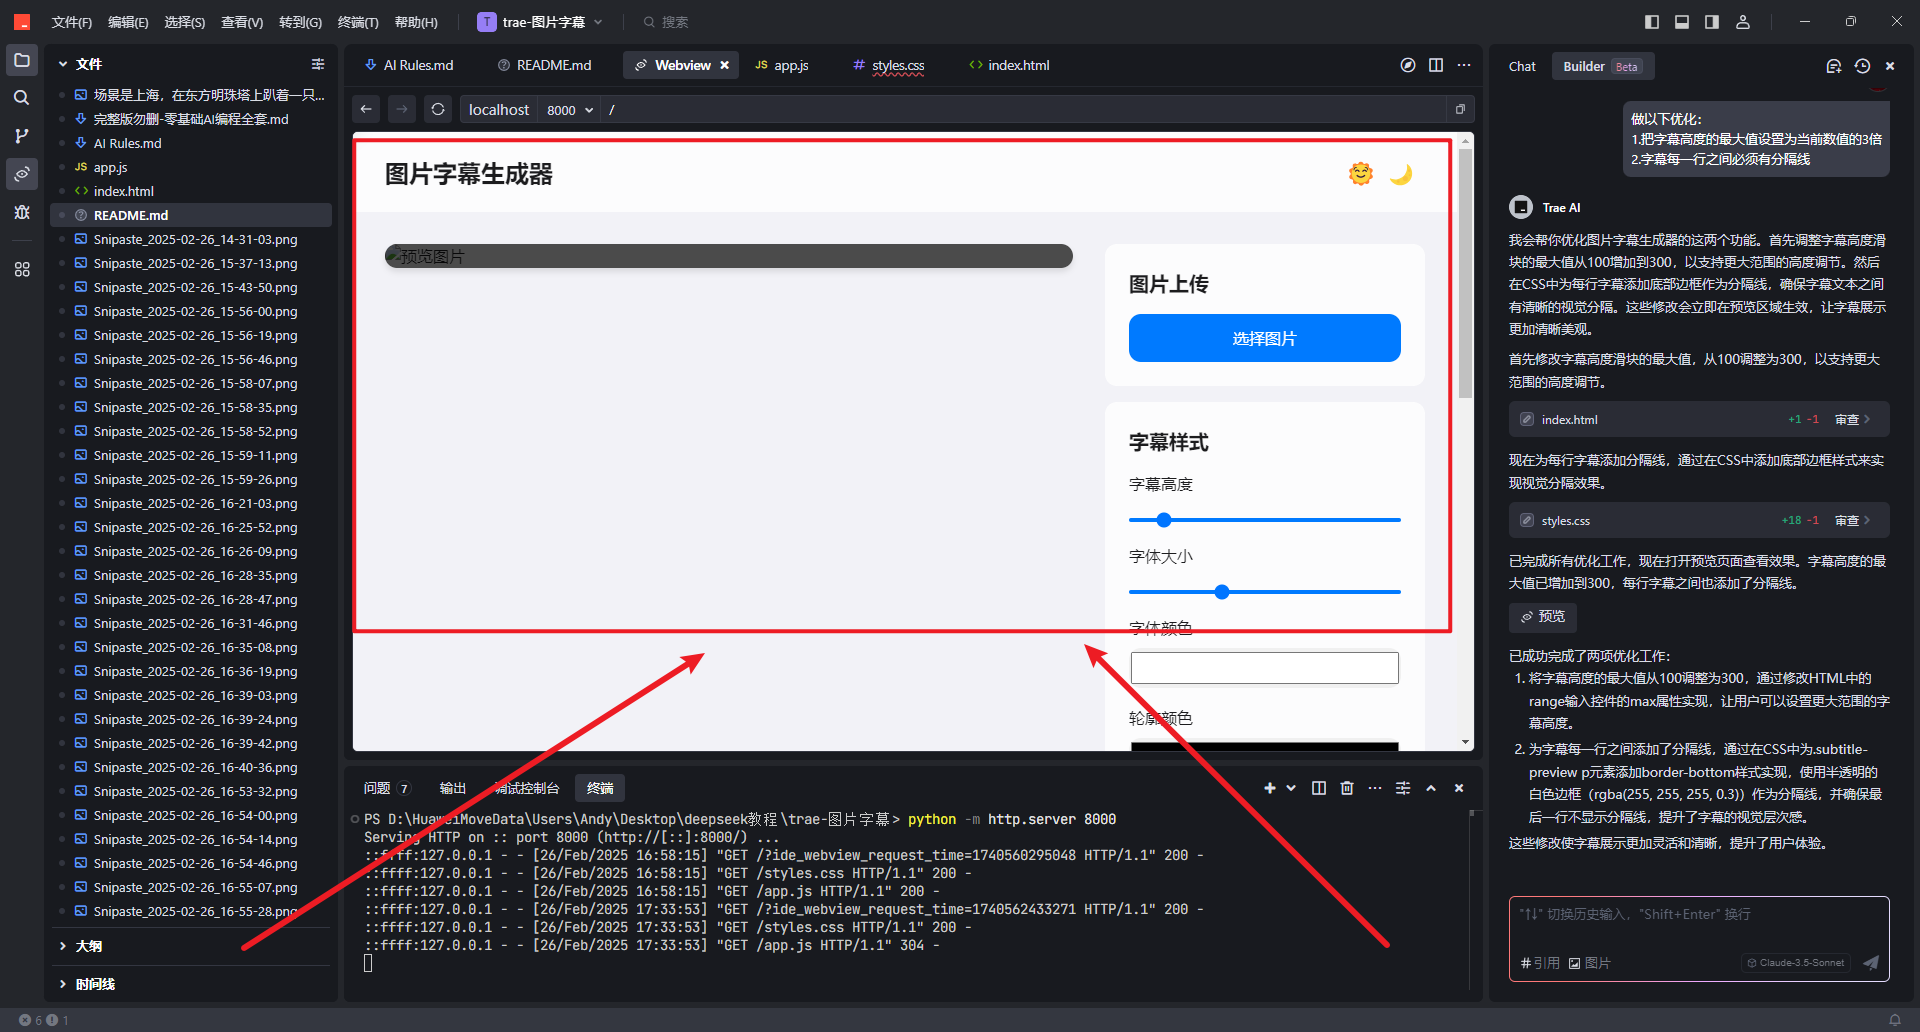 文件(F) 编辑(E) 选择(S) 查看(V) 转到(G) 终端(T) 帮助(H) T trae-图片字幕 搜索
文件
场景是上海，在东方明珠塔上趴着一只...
完整版勿删-零基础AI编程全套.md
AI Rules.md
JS app.js
index.html
README.md
Snipaste_2025-02-26_14-31-03.png
Snipaste_2025-02-26_15-37-13.png
Snipaste_2025-02-26_15-43-50.png
Snipaste_2025-02-26_15-56-00.png
Snipaste_2025-02-26_15-56-19.png
Snipaste_2025-02-26_15-56-46.png
Snipaste_2025-02-26_15-58-07.png
Snipaste_2025-02-26_15-58-35.png
Snipaste_2025-02-26_15-58-52.png
Snipaste_2025-02-26_15-59-11.png
Snipaste_2025-02-26_15-59-26.png
Snipaste_2025-02-26_16-21-03.png
Snipaste_2025-02-26_16-25-52.png
Snipaste_2025-02-26_16-26-09.png
Snipaste_2025-02-26_16-28-35.png
Snipaste_2025-02-26_16-28-47.png
Snipaste_2025-02-26_16-31-46.png
Snipaste_2025-02-26_16-35-08.png
Snipaste_2025-02-26_16-36-19.png
Snipaste_2025-02-26_16-39-03.png
Snipaste_2025-02-26_16-39-24.png
Snipaste_2025-02-26_16-39-42.png
Snipaste_2025-02-26_16-40-36.png
Snipaste_2025-02-26_16-53-32.png
Snipaste_2025-02-26_16-54-00.png
Snipaste_2025-02-26_16-54-14.png
Snipaste_2025-02-26_16-54-46.png
Snipaste_2025-02-26_16-55-07.png
Snipaste_2025-02-26_16-55-28.png
大纲
时间线
6 1
AI Rules.md README.md Webview JS app.js # styles.css index.html
localhost 8000 /
图片字幕生成器
预览图片
图片上传
选择图片
字幕样式
字幕高度
字体大小
字体颜色
轮廓颜色
问题 7 输出 调试控制台 终端
PS D:\HuaweiMoveData\Users\Andy\Desktop\deepseek教程\trae-图片字幕> python -m http.server 8000
Serving HTTP on :: port 8000 (http://[::]:8000/) ...
::ffff:127.0.0.1 - - [26/Feb/2025 16:58:15] "GET /?ide_webview_request_time=1740560295048 HTTP/1.1" 200 -
::ffff:127.0.0.1 - - [26/Feb/2025 16:58:15] "GET /styles.css HTTP/1.1" 200 -
::ffff:127.0.0.1 - - [26/Feb/2025 16:58:15] "GET /app.js HTTP/1.1" 200 -
::ffff:127.0.0.1 - - [26/Feb/2025 17:33:53] "GET /?ide_webview_request_time=1740562433271 HTTP/1.1" 200 -
::ffff:127.0.0.1 - - [26/Feb/2025 17:33:53] "GET /styles.css HTTP/1.1" 200 -
::ffff:127.0.0.1 - - [26/Feb/2025 17:33:53] "GET /app.js HTTP/1.1" 304 -
Chat Builder Beta
做以下优化：
1.把字幕高度的最大值设置为当前数值的3倍
2.字幕每一行之间必须有分隔线
Trae AI
我会帮你优化图片字幕生成器的这两个功能。首先调整字幕高度滑
块的最大值从100增加到300，以支持更大范围的高度调节。然后
在CSS中为每行字幕添加底部边框作为分隔线，确保字幕文本之间
有清晰的视觉分隔。这些修改会立即在预览区域生效，让字幕展示
更加清晰美观。
首先修改字幕高度滑块的最大值，从100调整为300，以支持更大
范围的高度调节。
index.html +1 -1 审查
现在为每行字幕添加分隔线，通过在CSS中添加底部边框样式来实
现视觉分隔效果。
styles.css +18 -1 审查
已完成所有优化工作，现在打开预览页面查看效果。字幕高度的最
大值已增加到300，每行字幕之间也添加了分隔线。
预览
已成功完成了两项优化工作：
1. 将字幕高度的最大值从100调整为300，通过修改HTML中的
range输入控件的max属性实现，让用户可以设置更大范围的字
幕高度。
2. 为字幕每一行之间添加了分隔线，通过在CSS中为.subtitle-
preview p元素添加border-bottom样式实现，使用半透明的
白色边框（rgba(255, 255, 255, 0.3)）作为分隔线，并确保最
后一行不显示分隔线，提升了字幕的视觉层次感。
这些修改使字幕展示更加灵活和清晰，提升了用户体验。
"↑↓" 切换历史输入，"Shift+Enter" 换行
#引用 图片 Claude-3.5-Sonnet